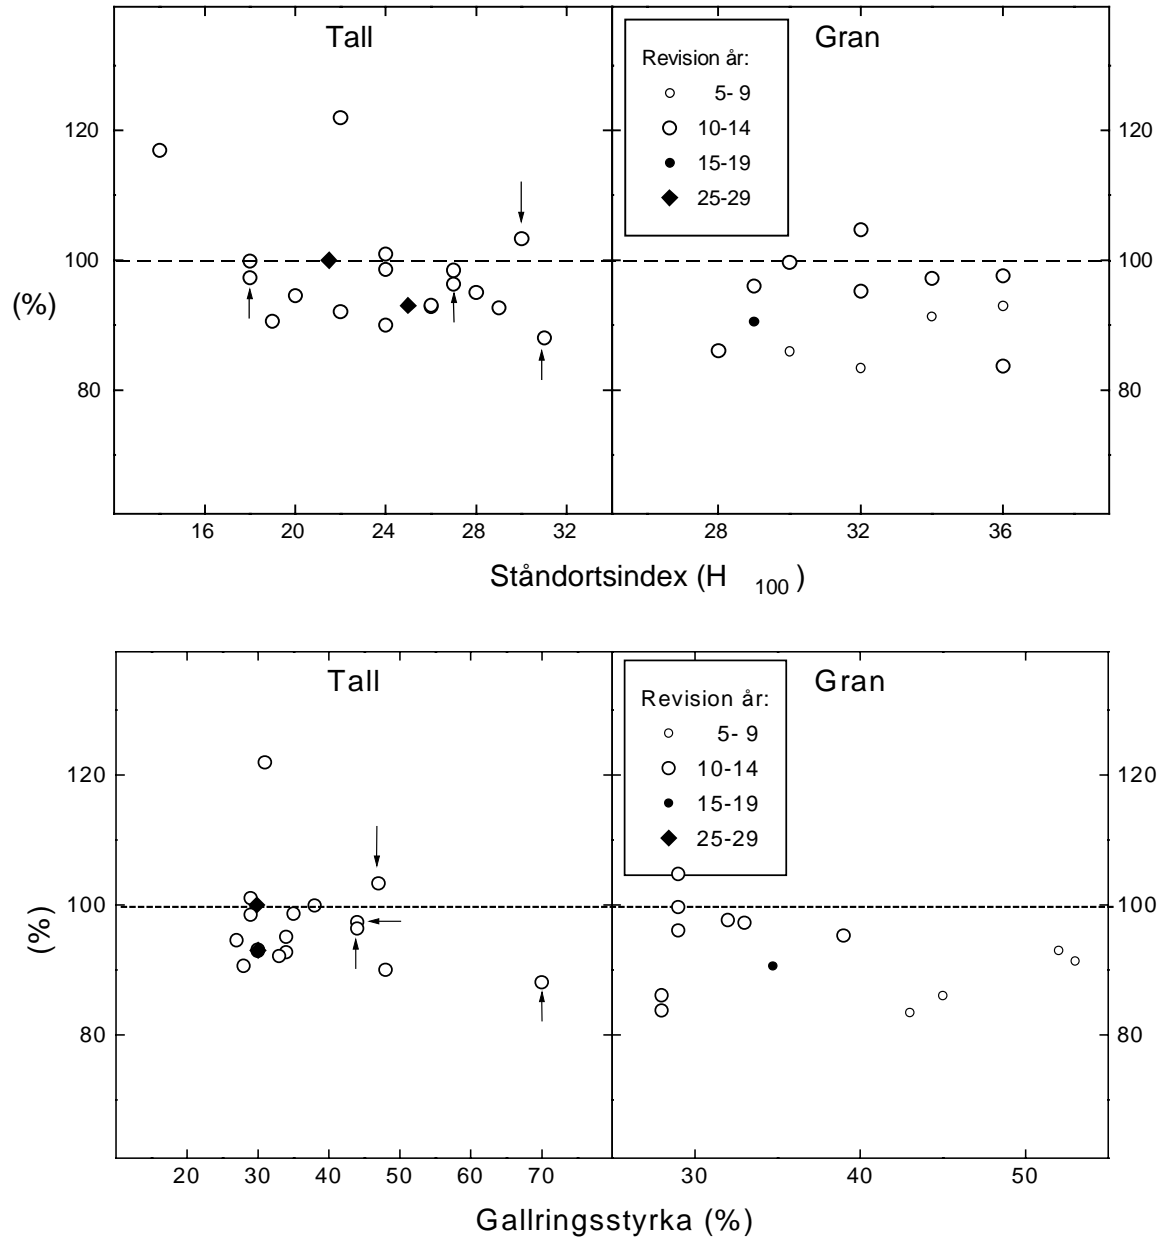 Tall
Gran
Revision år:
5- 9
10-14
15-19
25-29
120
100
80
(%)
120
100
80
16 20 24 28 32
28 32 36
Ståndortsindex (H 100 )
Tall
Gran
Revision år:
5- 9
10-14
15-19
25-29
120
100
80
(%)
120
100
80
20 30 40 50 60 70
30 40 50
Gallringsstyrka (%)